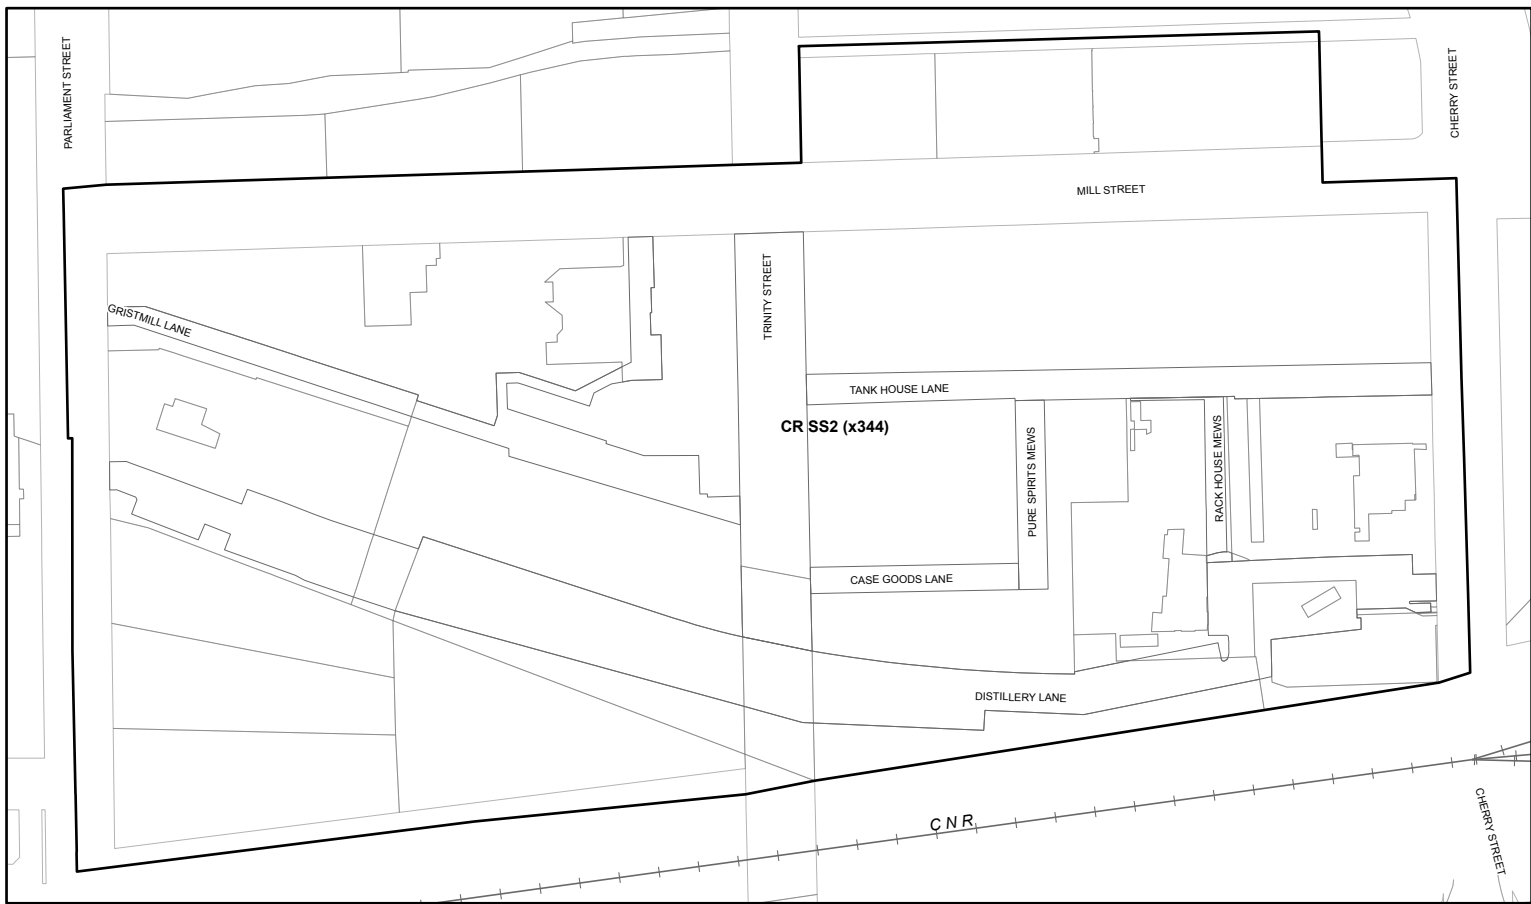 PARLIAMENT STREET
CHERRY STREET
MILL STREET
TRINITY STREET
GRISTMILL LANE
TANK HOUSE LANE
CR SS2 (x344)
PURE SPIRITS MEWS
RACK HOUSE MEWS
CASE GOODS LANE
DISTILLERY LANE
CNR
CHERRY STREET